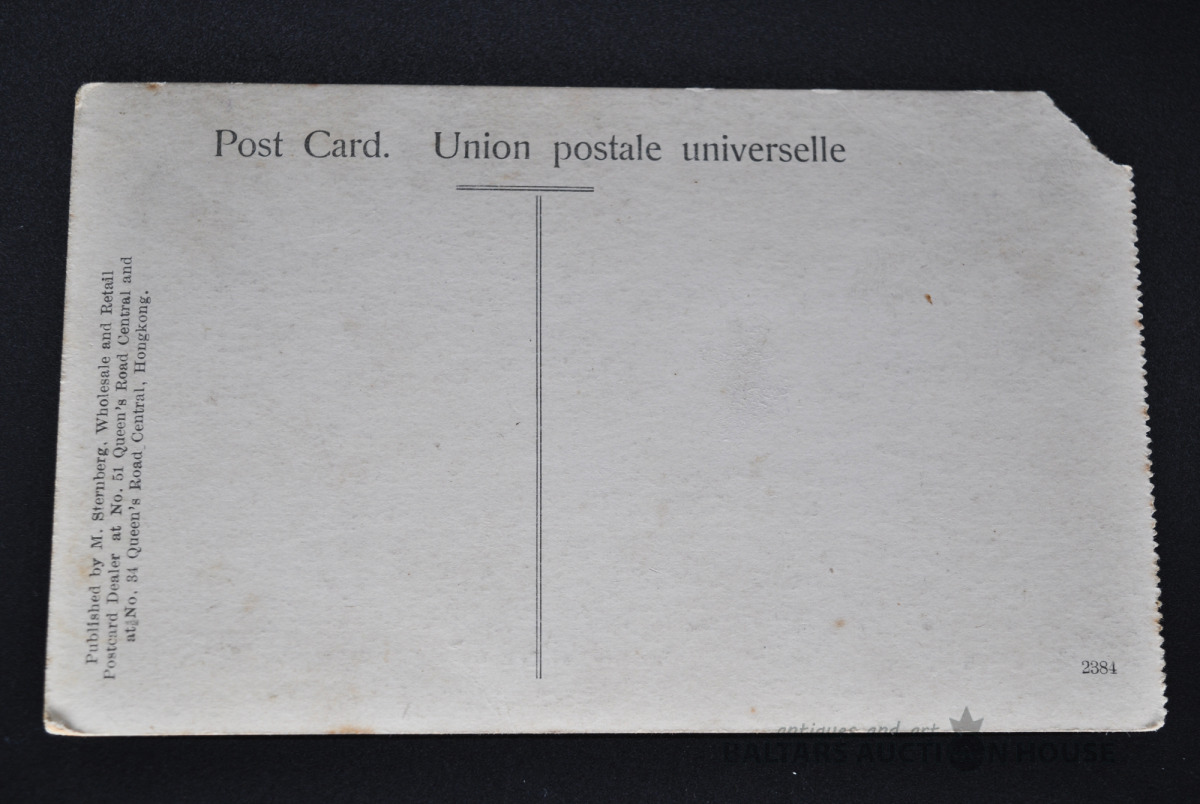 Post Card. Union postale universelle
Published by M. Sternberg, Wholesale and Retail
Postcard Dealer at No. 51 Queen's Road Central and
at No. 34 Queen's Road Central, Hongkong.
2384
antiques and art
BALTARS AUCTION HOUSE